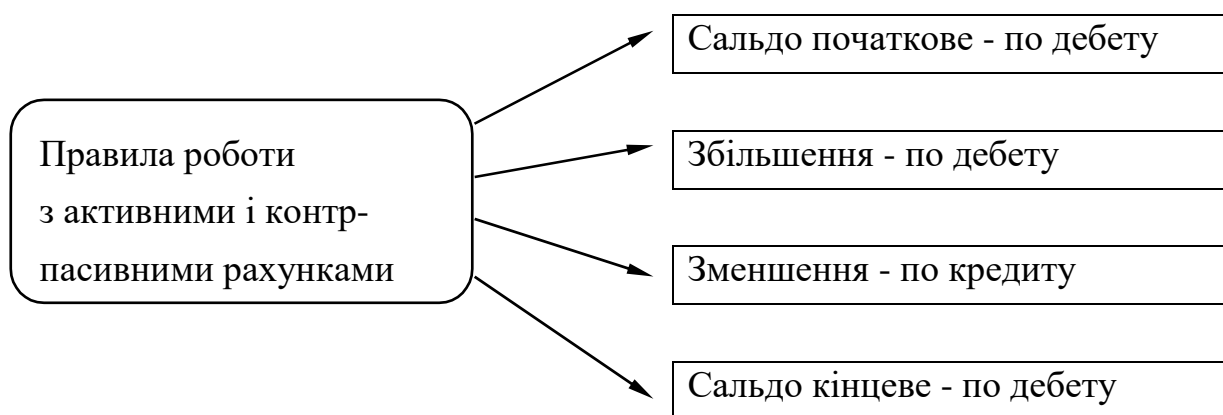 Правила роботи
з активними і контр-
пасивними рахунками
Сальдо початкове - по дебету
Збільшення - по дебету
Зменшення - по кредиту
Сальдо кінцеве - по дебету